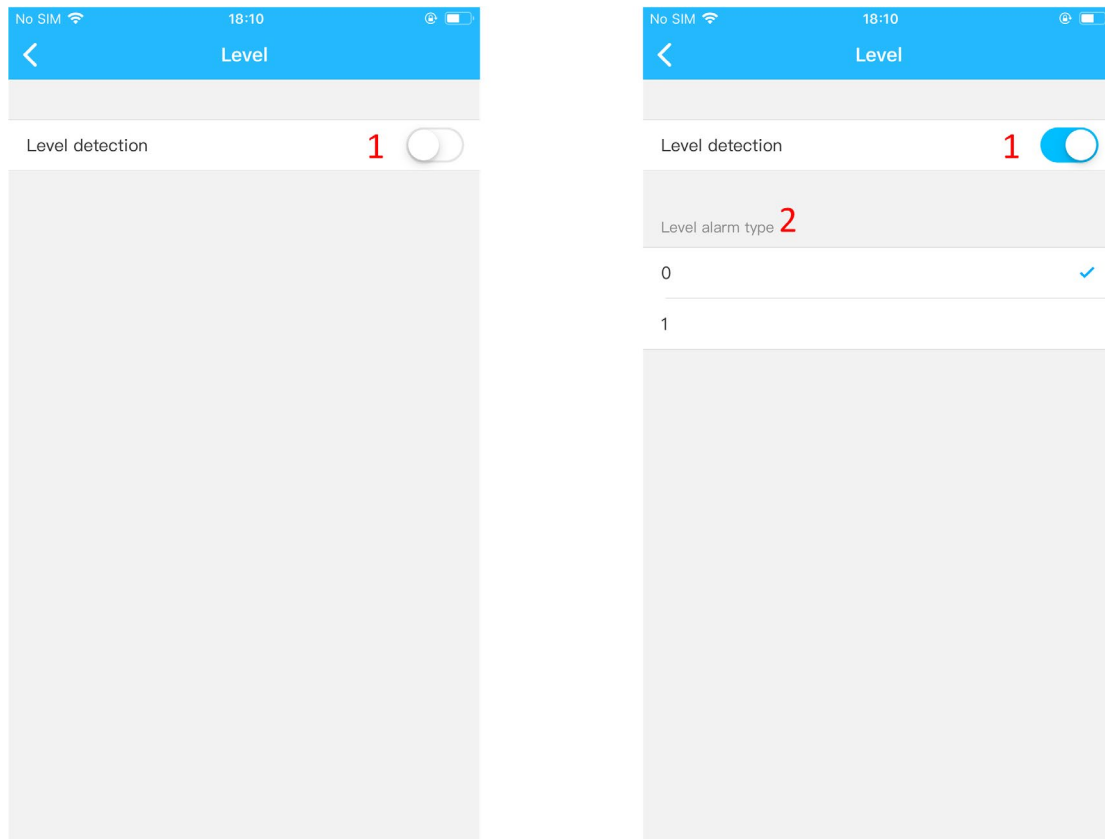 No SIM 18:10
Level
Level detection 1
No SIM 18:10
Level
Level detection 1
Level alarm type 2
0
1